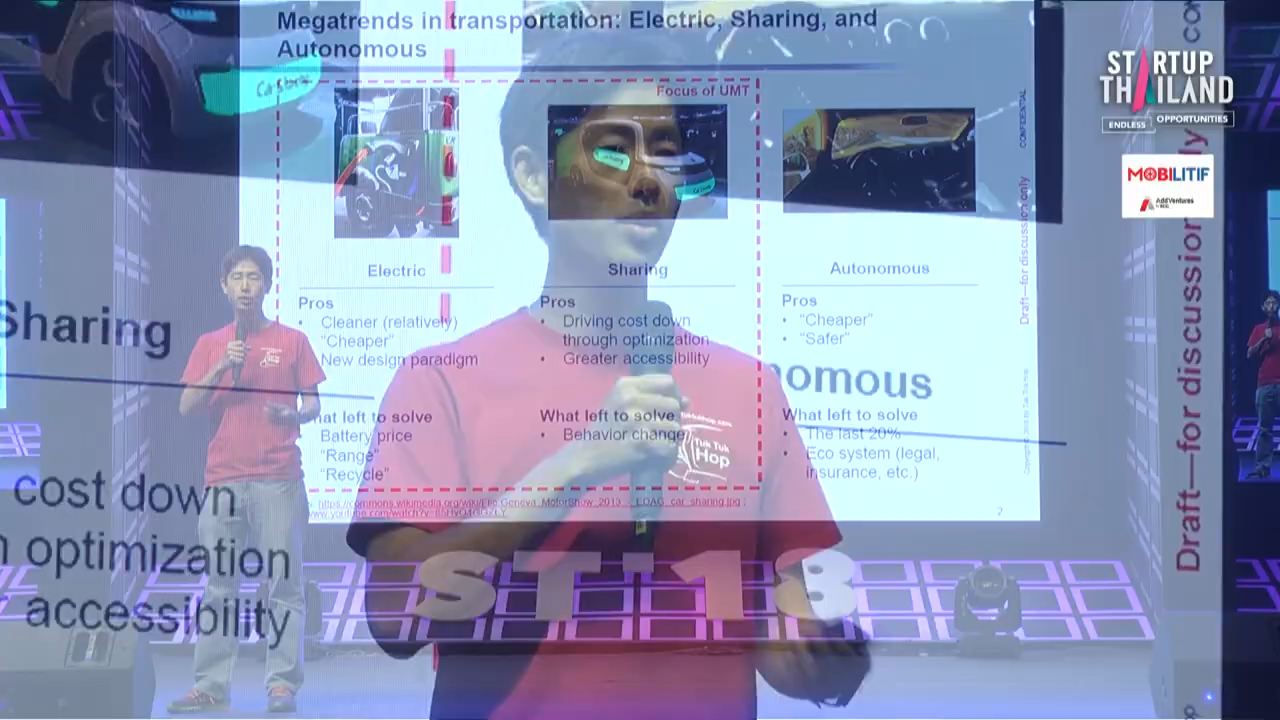 Megatrends in transportation: Electric, Sharing, and
Autonomous
Focus of UMT
Electric
Pros
• Cleaner (relatively)
"Cheaper"
New design paradigm
What left to solve
Battery price
"Range"
"Recycle"
Sharing
Pros
• Driving cost down
through optimization
• Greater accessibility
What left to solve
• Behavior change
Autonomous
Pros
• "Cheaper"
• "Safer"
What left to solve
• The last 20%
• Eco system (legal,
insurance, etc.)
2
CONFIDENTIAL
Draft—for discussion only
STARTUP
THAILAND
ENDLESS OPPORTUNITIES
MOBILITIF
AddVentures
Sharing
cost down
optimization
accessibility
nomous
Draft—for discussion only
Car Sharing
Tuk Tuk
Hop
ST'18